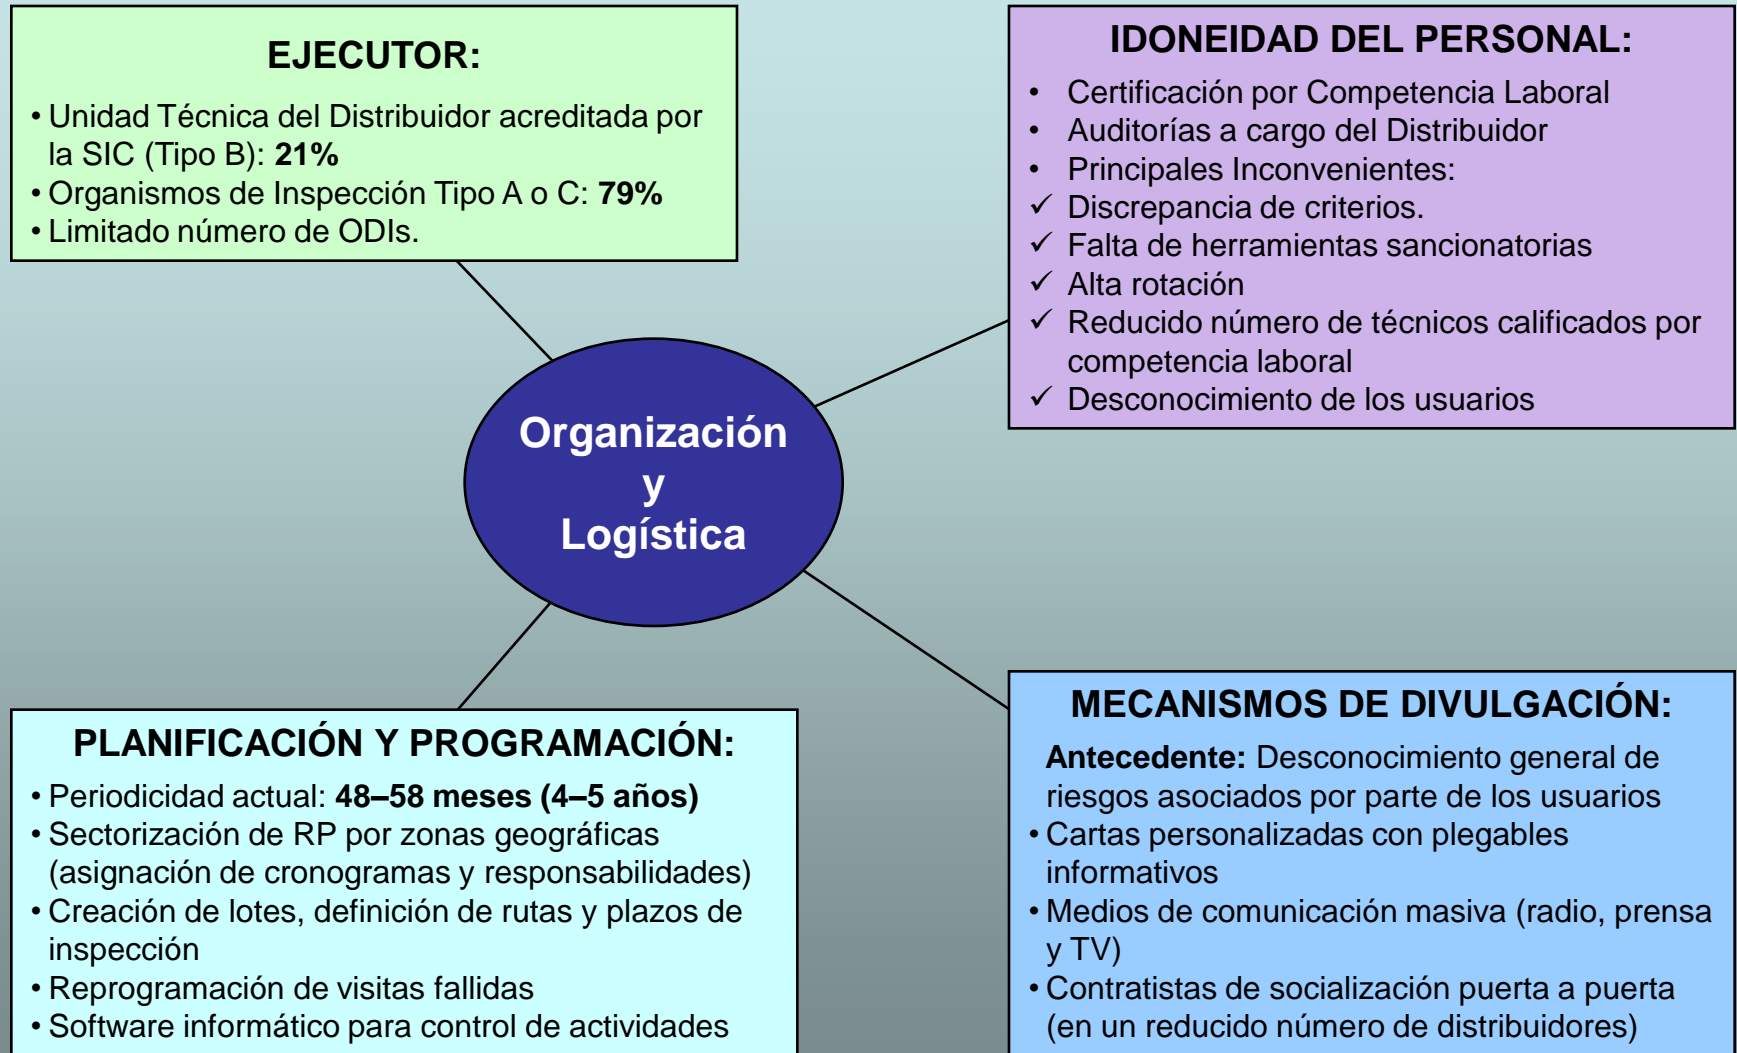 EJECUTOR:
• Unidad Técnica del Distribuidor acreditada por
la SIC (Tipo B): 21%
• Organismos de Inspección Tipo A o C: 79%
• Limitado número de ODIs.
IDONEIDAD DEL PERSONAL:
• Certificación por Competencia Laboral
• Auditorías a cargo del Distribuidor
• Principales Inconvenientes:
✓ Discrepancia de criterios.
✓ Falta de herramientas sancionatorias
✓ Alta rotación
✓ Reducido número de técnicos calificados por
competencia laboral
✓ Desconocimiento de los usuarios
Organización
y
Logística
PLANIFICACIÓN Y PROGRAMACIÓN:
• Periodicidad actual: 48–58 meses (4–5 años)
• Sectorización de RP por zonas geográficas
(asignación de cronogramas y responsabilidades)
• Creación de lotes, definición de rutas y plazos de
inspección
• Reprogramación de visitas fallidas
• Software informático para control de actividades
MECANISMOS DE DIVULGACIÓN:
Antecedente: Desconocimiento general de
riesgos asociados por parte de los usuarios
• Cartas personalizadas con plegables
informativos
• Medios de comunicación masiva (radio, prensa
y TV)
• Contratistas de socialización puerta a puerta
(en un reducido número de distribuidores)